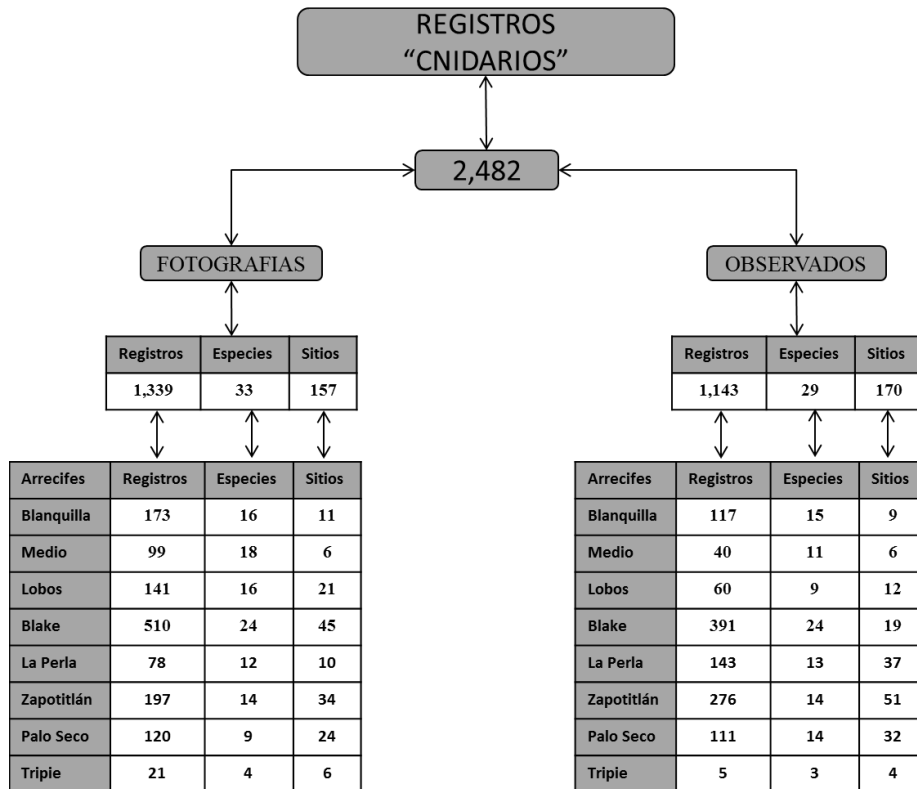 REGISTROS
“CNIDARIOS”
2,482
FOTOGRAFIAS
Registros Especies Sitios
1,339 33 157
Arrecifes Registros Especies Sitios
Blanquilla 173 16 11
Medio 99 18 6
Lobos 141 16 21
Blake 510 24 45
La Perla 78 12 10
Zapotitlán 197 14 34
Palo Seco 120 9 24
Tripie 21 4 6
OBSERVADOS
Registros Especies Sitios
1,143 29 170
Arrecifes Registros Especies Sitios
Blanquilla 117 15 9
Medio 40 11 6
Lobos 60 9 12
Blake 391 24 19
La Perla 143 13 37
Zapotitlán 276 14 51
Palo Seco 111 14 32
Tripie 5 3 4